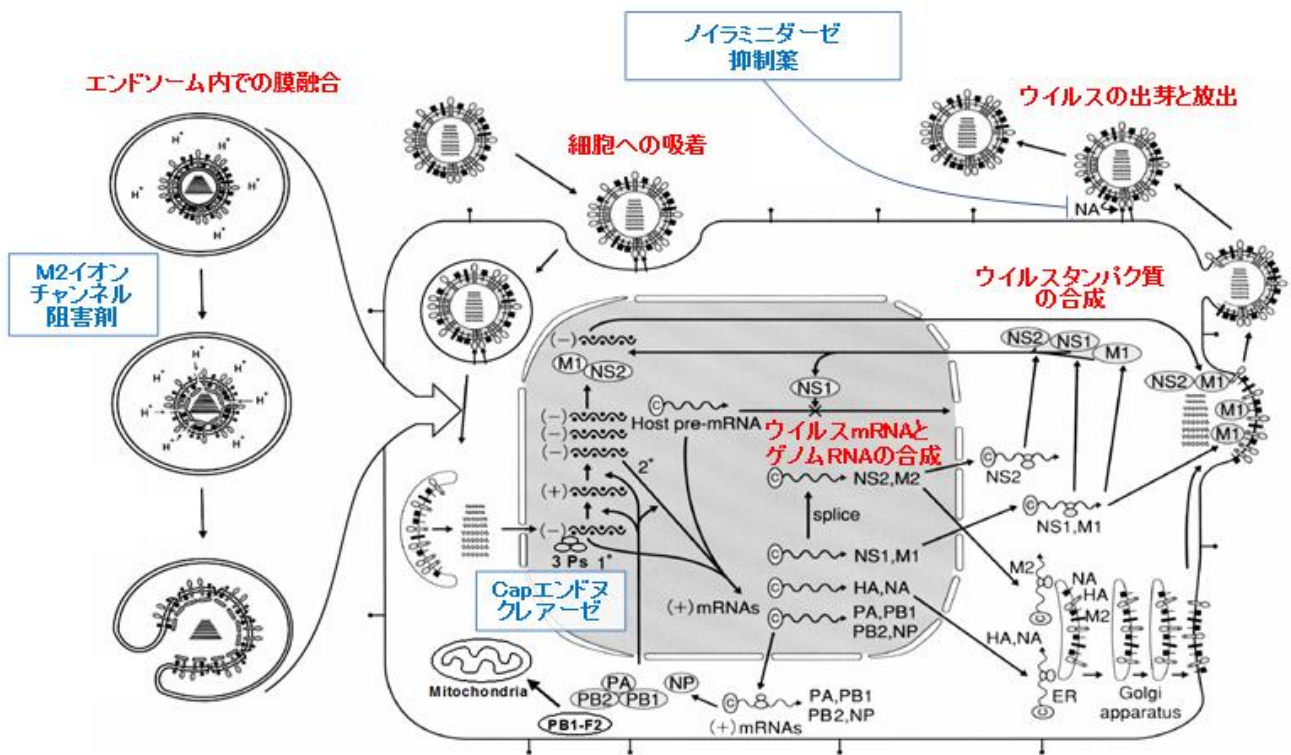 ノイラミニダーゼ
抑制薬
エンドソーム内での膜融合
ウイルスの出芽と放出
細胞への吸着
H+
H+
H+
H+
H+
NA
M2イオン
チャンネル
阻害剤
ウイルスタンパク質
の合成
(−)
M1
NS2
NS2
NS1
M1
NS1
NS2
M1
H+
H+
H+
H+
H+
H+
H+
(−)
(−)
(−)
C
Host pre-mRNA
M1
M1
ウイルスmRNAと
ゲノムRNAの合成
2°
C
NS2,M2
C
NS2
(+)
splice
C
NS1,M1
(−)
3 Ps
1°
C
NS1,M1
Capエンドヌ
クレアーゼ
C
HA,NA
M2
NA
HA
M2
(+)mRNAs
C
PA,PB1
PB2,NP
C
HA,NA
Mitochondria
PA
PB2
PB1
NP
C
PA,PB1
PB2,NP
(+)mRNAs
PB1-F2
C
ER
Golgi
apparatus